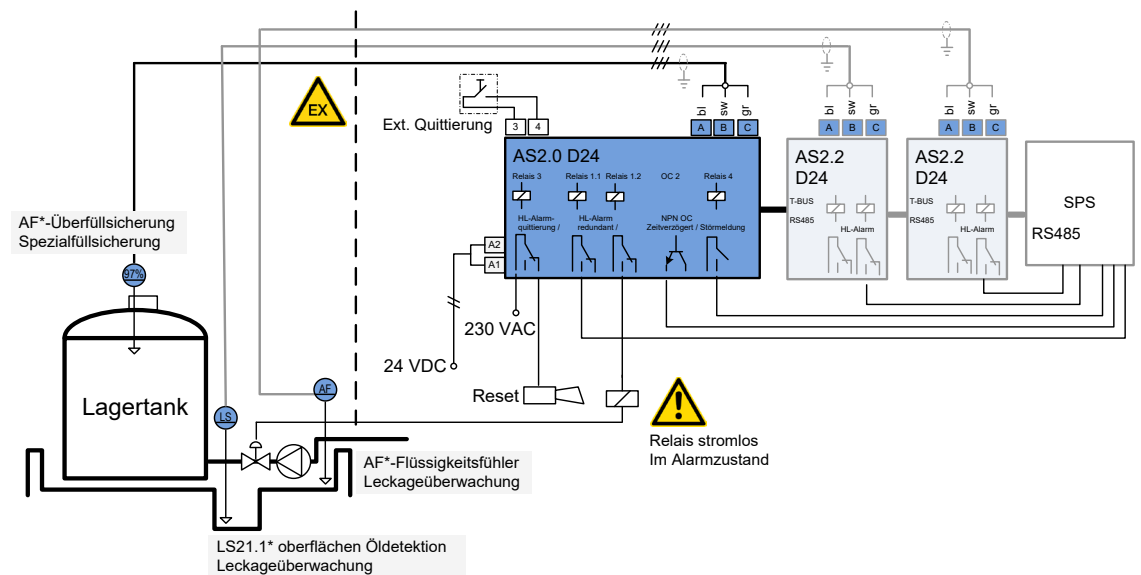 EX
Ext. Quittierung
3 4
bl sw gr
A B C
bl sw gr
A B C
bl sw gr
A B C
AS2.0 D24
Relais 3
Relais 1.1 Relais 1.2
OC 2
Relais 4
HL-Alarm-
quittierung /
HL-Alarm
redundant /
NPN OC
Zeitverzögert / Störmeldung
A2
A1
AS2.2
D24
T-BUS
RS485
HL-Alarm
AS2.2
D24
T-BUS
RS485
HL-Alarm
SPS
RS485
AF*-Überfüllsicherung
Spezialfüllsicherung
97%
230 VAC
24 VDC
Reset
Lagertank
LS
AF
Relais stromlos
Im Alarmzustand
AF*-Flüssigkeitsfühler
Leckageüberwachung
LS21.1* oberflächen Öldetektion
Leckageüberwachung